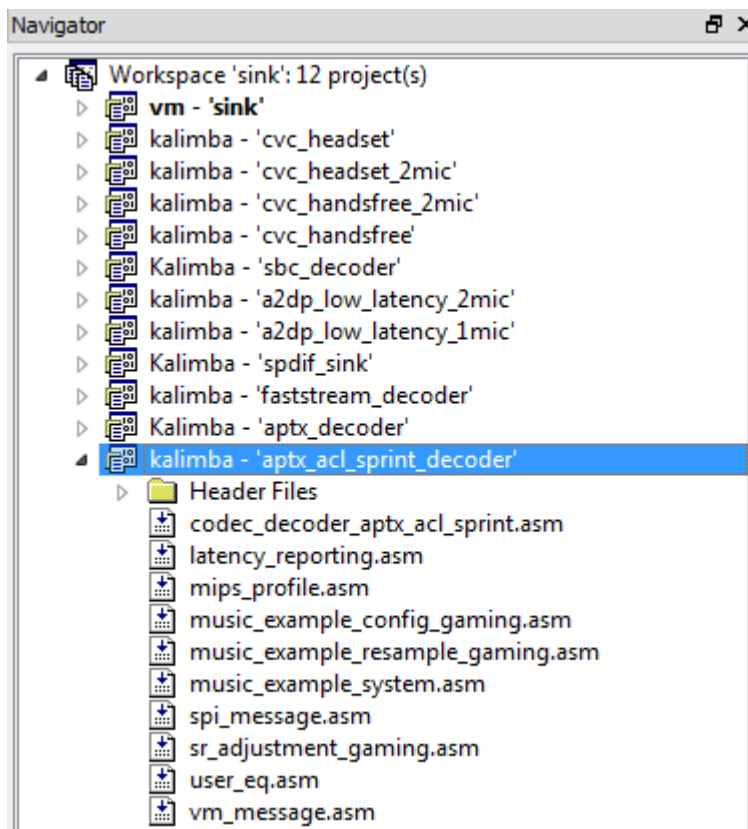 Navigator
Workspace 'sink': 12 project(s)
vm - 'sink'
kalimba - 'cvc_headset'
kalimba - 'cvc_headset_2mic'
kalimba - 'cvc_handsfree_2mic'
kalimba - 'cvc_handsfree'
Kalimba - 'sbc_decoder'
kalimba - 'a2dp_low_latency_2mic'
kalimba - 'a2dp_low_latency_1mic'
Kalimba - 'spdif_sink'
kalimba - 'faststream_decoder'
Kalimba - 'aptx_decoder'
kalimba - 'aptx_acl_sprint_decoder'
Header Files
codec_decoder_aptx_acl_sprint.asm
latency_reporting.asm
mips_profile.asm
music_example_config_gaming.asm
music_example_resample_gaming.asm
music_example_system.asm
spi_message.asm
sr_adjustment_gaming.asm
user_eq.asm
vm_message.asm